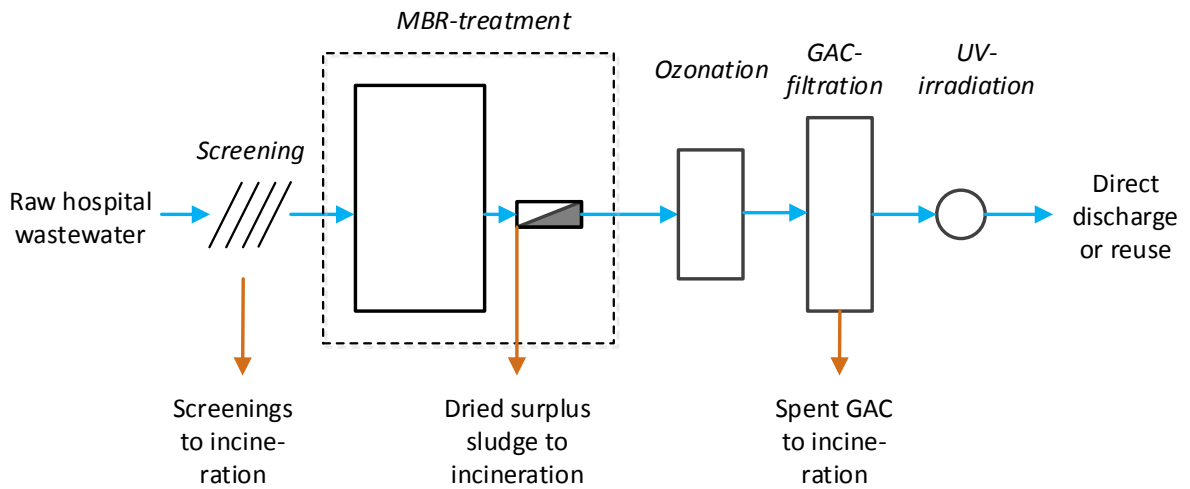 MBR-treatment
Ozonation
GAC-
filtration
UV-
irradiation
Screening
Raw hospital
wastewater
Direct
discharge
or reuse
Screenings
to incine-
ration
Dried surplus
sludge to
incineration
Spent GAC
to incine-
ration